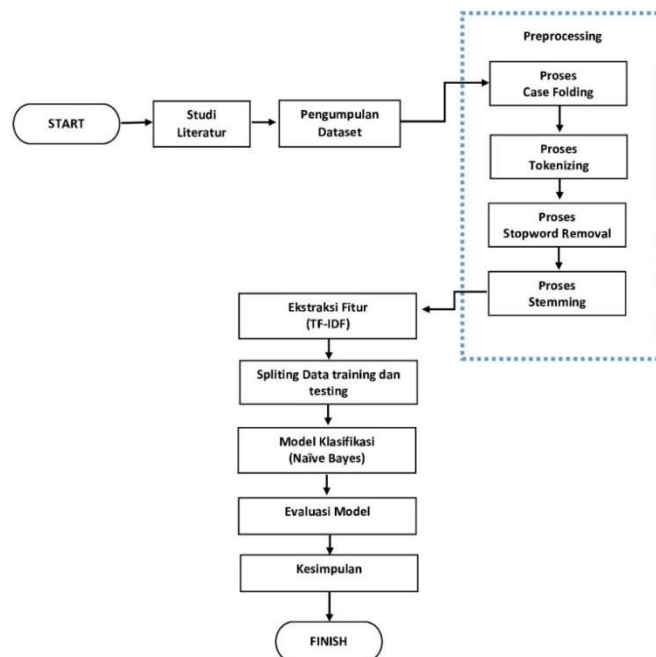 Preprocessing
START
Studi
Literatur
Pengumpulan
Dataset
Proses
Case Folding
Proses
Tokenizing
Proses
Stopword Removal
Proses
Stemming
Ekstraksi Fitur
(TF-IDF)
Spliting Data training dan
testing
Model Klasifikasi
(Naïve Bayes)
Evaluasi Model
Kesimpulan
FINISH